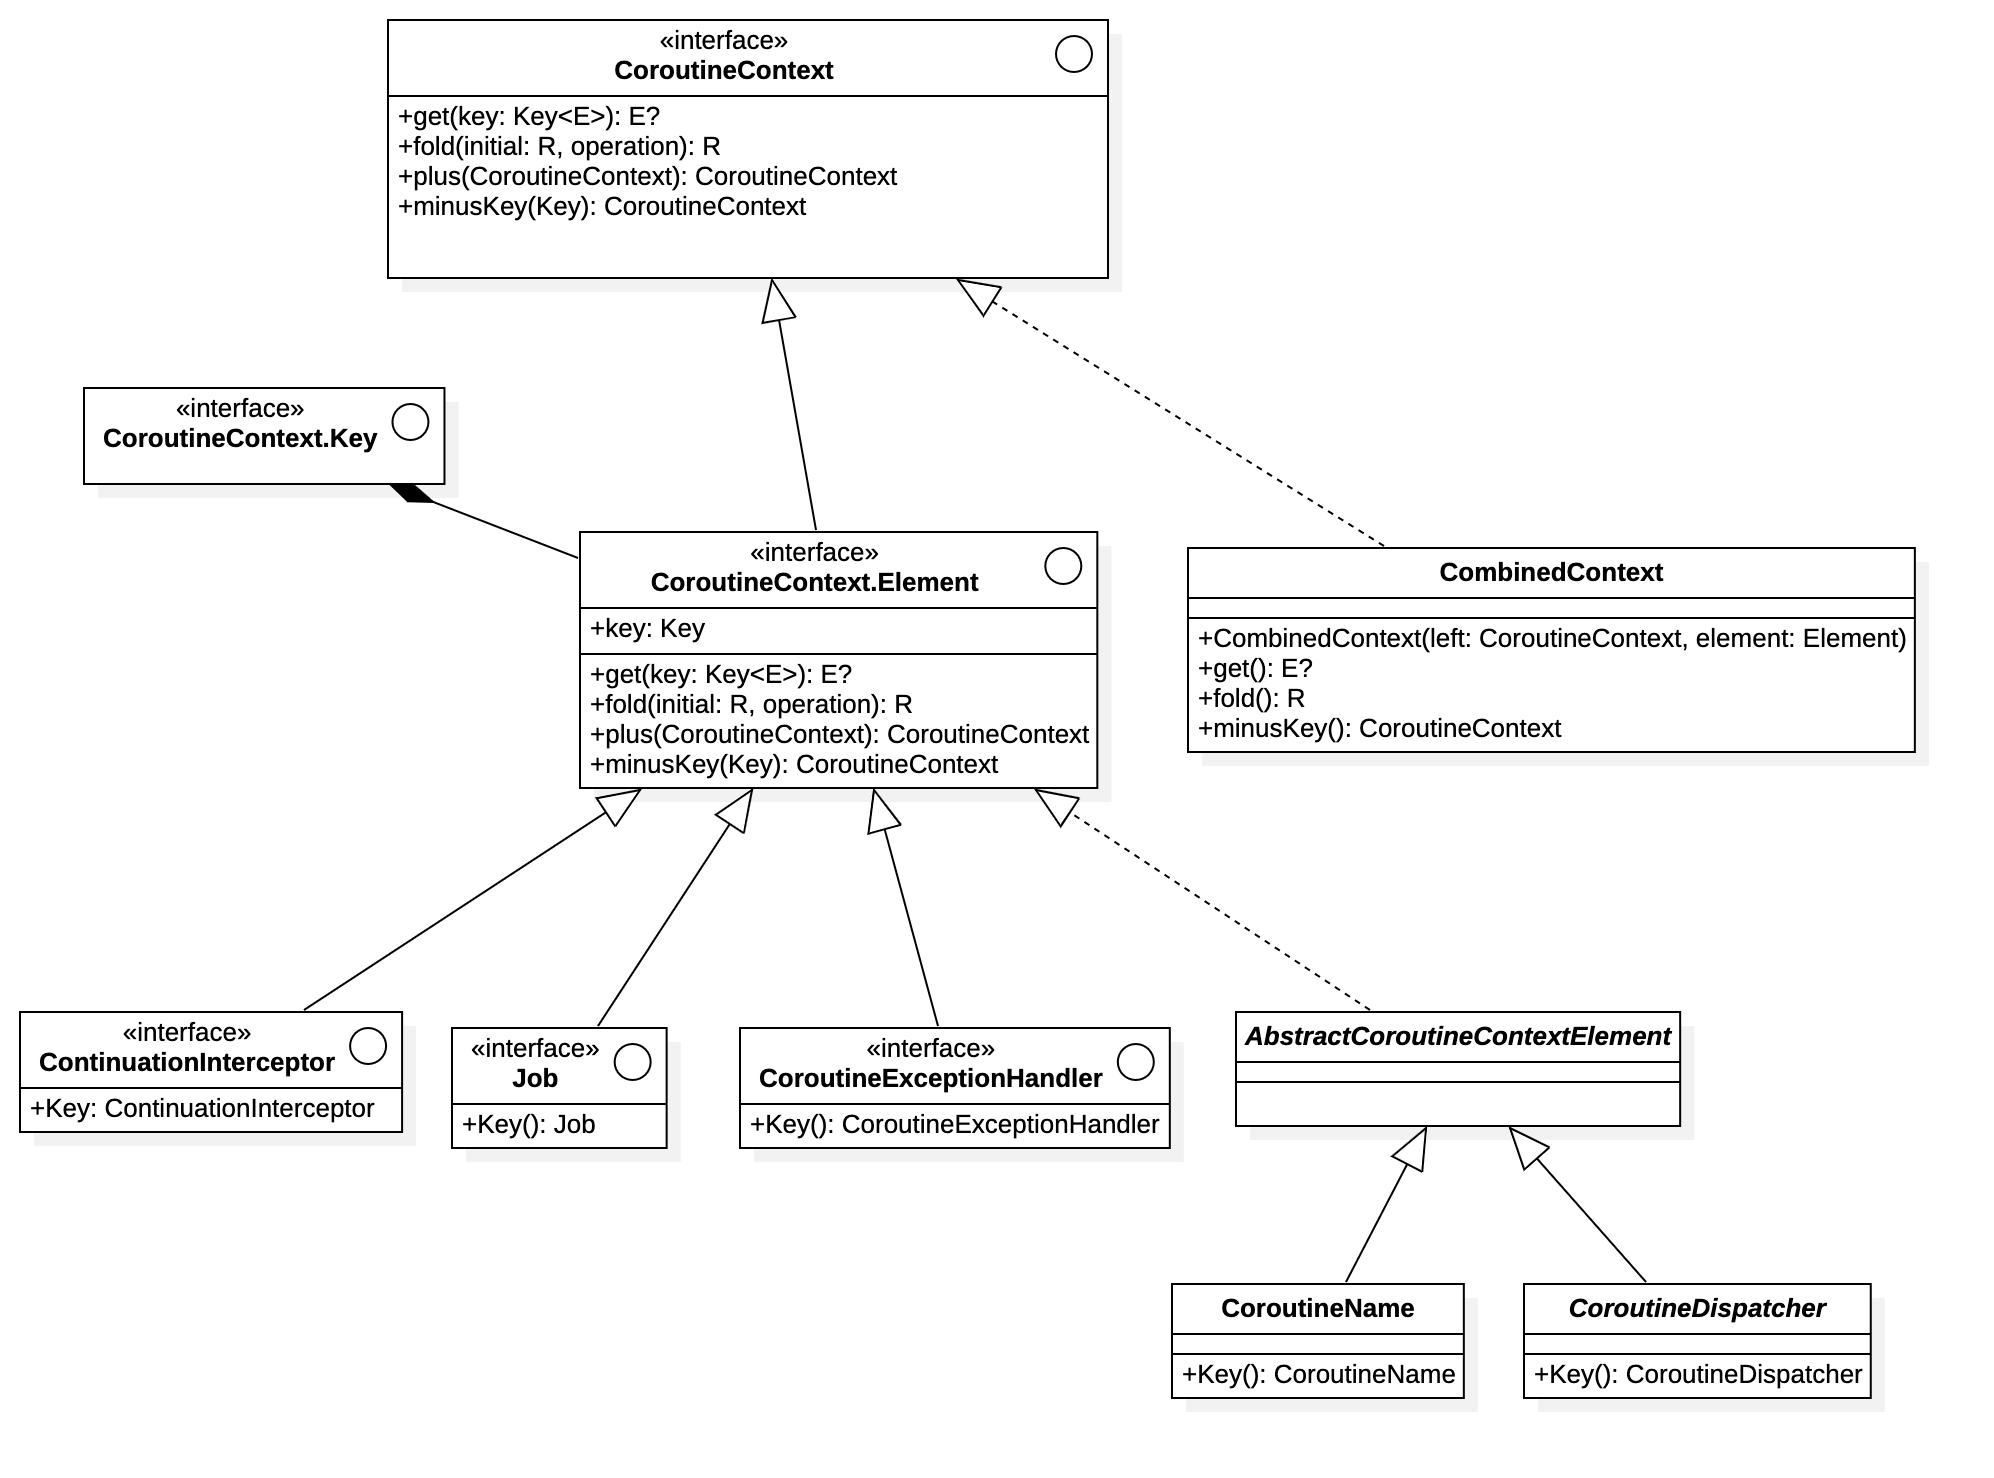 «interface»
CoroutineContext
+get(key: Key<E>): E?
+fold(initial: R, operation): R
+plus(CoroutineContext): CoroutineContext
+minusKey(Key): CoroutineContext
«interface»
CoroutineContext.Key
«interface»
CoroutineContext.Element
+key: Key
+get(key: Key<E>): E?
+fold(initial: R, operation): R
+plus(CoroutineContext): CoroutineContext
+minusKey(Key): CoroutineContext
CombinedContext
+CombinedContext(left: CoroutineContext, element: Element)
+get(): E?
+fold(): R
+minusKey(): CoroutineContext
«interface»
ContinuationInterceptor
+Key: ContinuationInterceptor
«interface»
Job
+Key(): Job
«interface»
CoroutineExceptionHandler
+Key(): CoroutineExceptionHandler
AbstractCoroutineContextElement
CoroutineName
+Key(): CoroutineName
CoroutineDispatcher
+Key(): CoroutineDispatcher